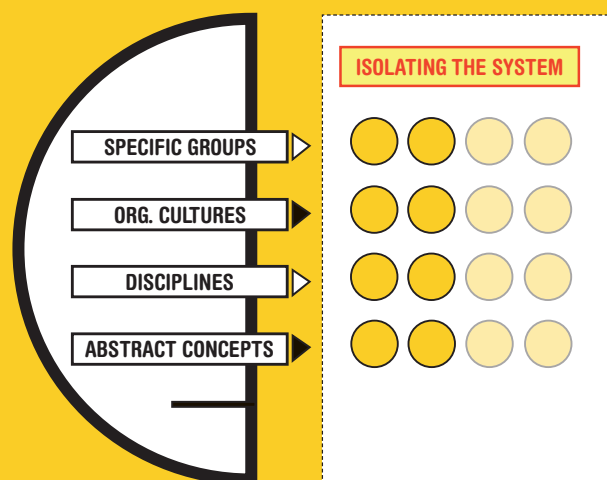 ISOLATING THE SYSTEM
SPECIFIC GROUPS
ORG. CULTURES
DISCIPLINES
ABSTRACT CONCEPTS